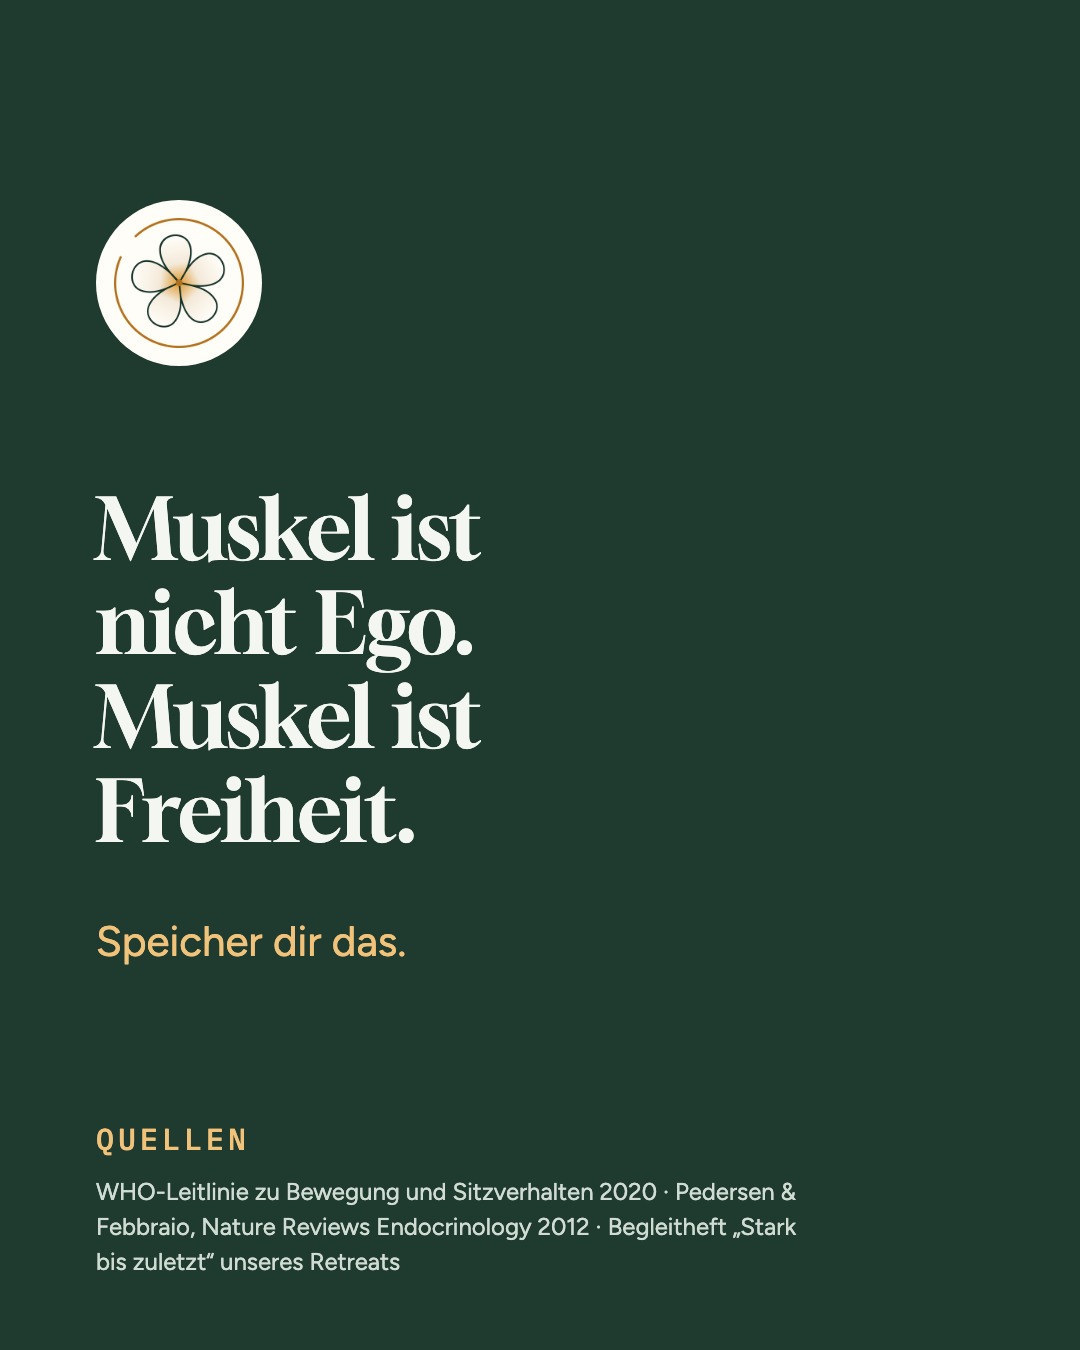 Muskel ist
nicht Ego.
Muskel ist
Freiheit.
Speicher dir das.
QUELLEN
WHO-Leitlinie zu Bewegung und Sitzverhalten 2020 · Pedersen &
Febbraio, Nature Reviews Endocrinology 2012 · Begleitheft „Stark
bis zuletzt“ unseres Retreats